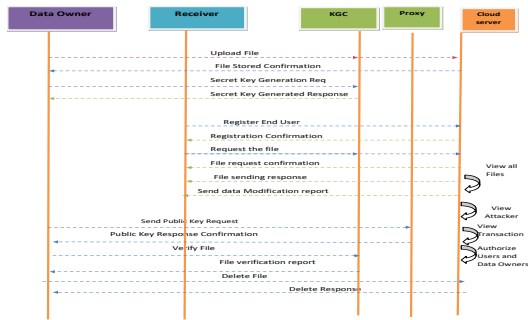 Data Owner
Receiver
KGC
Proxy
Cloud
server
Upload File
File Stored Confirmation
Secret Key Generation Req
Secret Key Generated Response
Register End User
Registration Confirmation
Request the file
File request confirmation
File sending response
Send data Modification report
View all
Files
View
Attacker
Send Public Key Request
View
Transaction
Public Key Response Confirmation
Verify File
Authorize
Users and
Data Owners
File verification report
Delete File
Delete Response